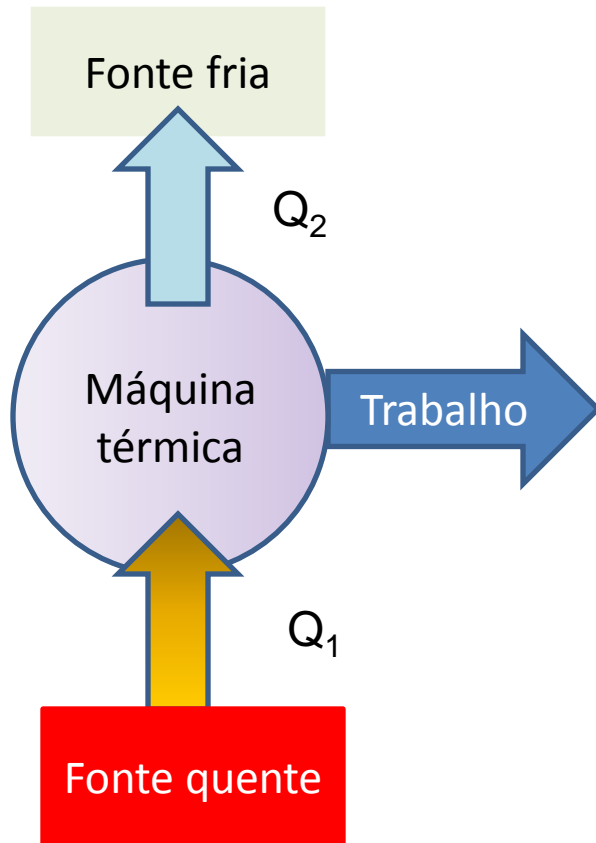 Fonte fria
Q₂
Máquina
térmica
Trabalho
Q₁
Fonte quente